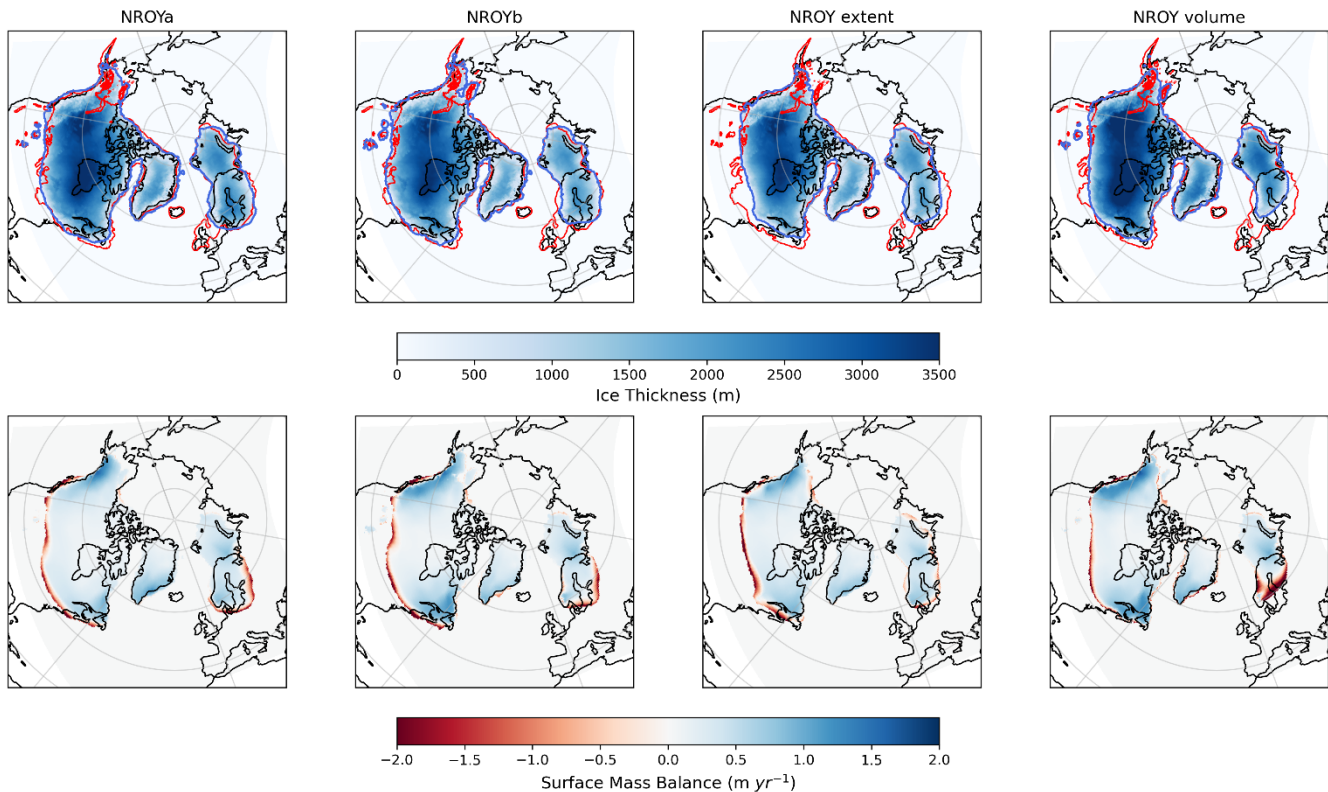 NROYa NROYb NROY extent NROY volume
0 500 1000 1500 2000 2500 3000 3500
Ice Thickness (m)
−2.0 −1.5 −1.0 −0.5 0.0 0.5 1.0 1.5 2.0
Surface Mass Balance (m yr⁻¹)